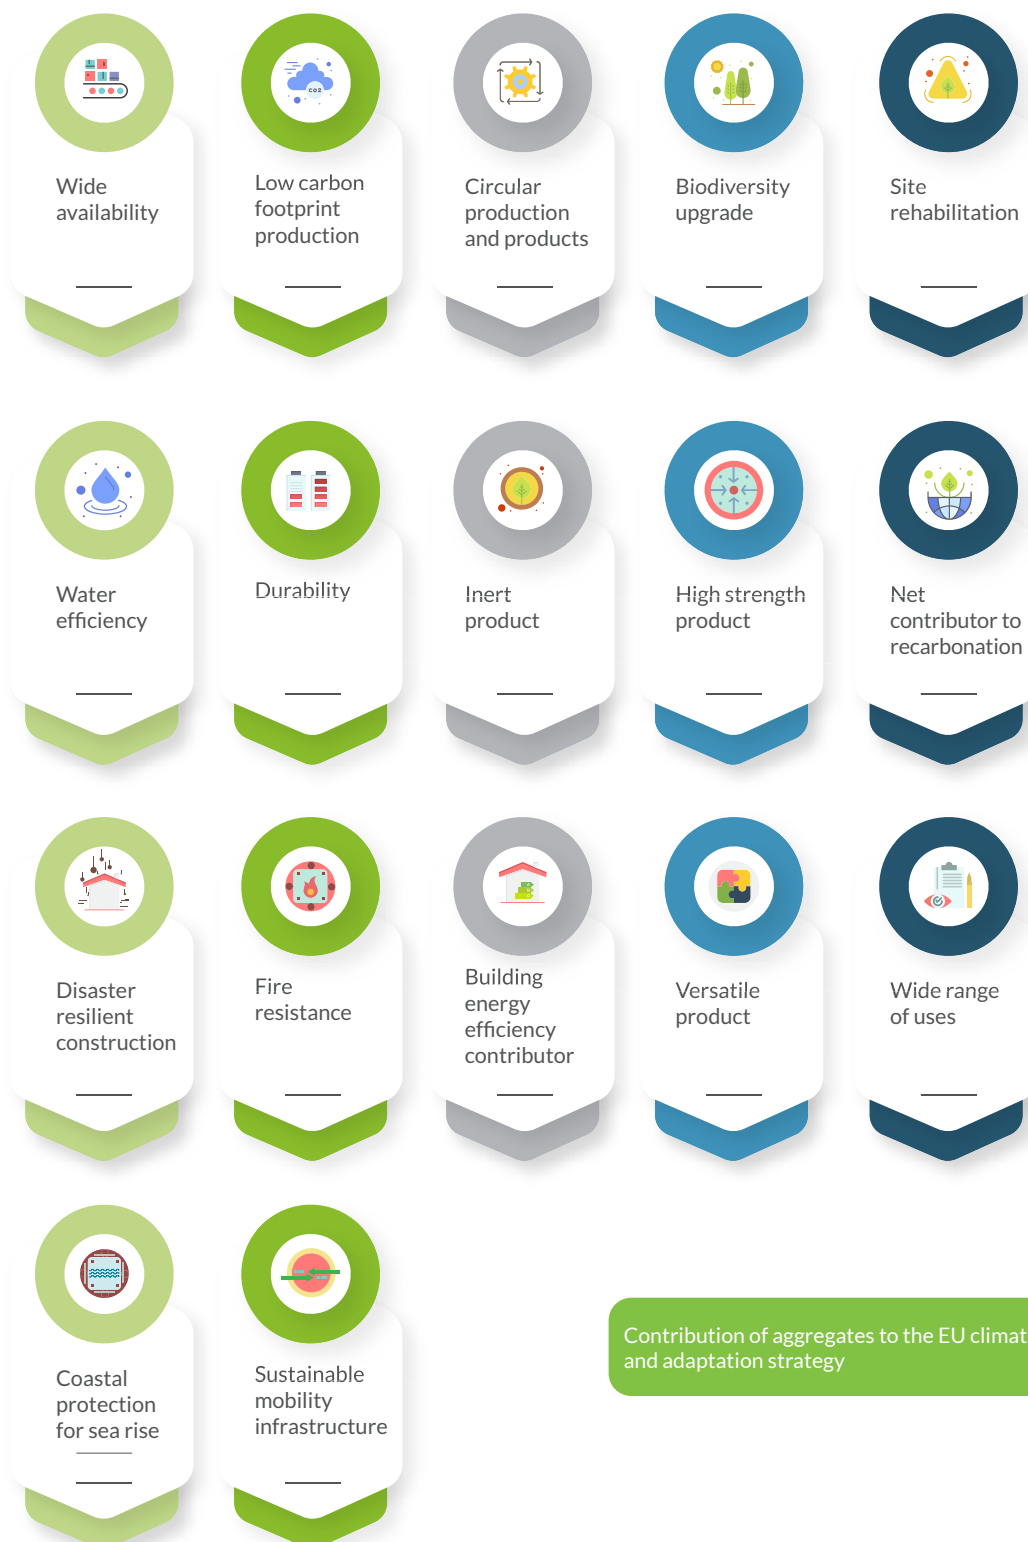 Wide
availability
Low carbon
footprint
production
Circular
production
and products
Biodiversity
upgrade
Site
rehabilitation
Water
efficiency
Durability
Inert
product
High strength
product
Net
contributor to
recarbonation
Disaster
resilient
construction
Fire
resistance
Building
energy
efficiency
contributor
Versatile
product
Wide range
of uses
Coastal
protection
for sea rise
Sustainable
mobility
infrastructure
Contribution of aggregates to the EU climat
and adaptation strategy